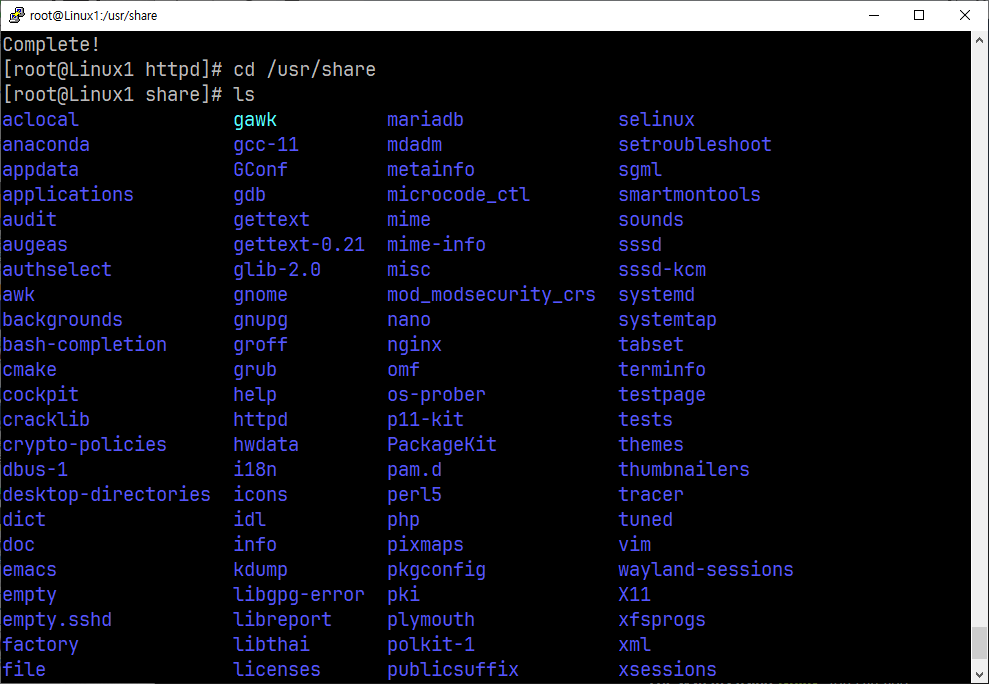 root@Linux1:/usr/share
Complete!
[root@Linux1 httpd]# cd /usr/share
[root@Linux1 share]# ls
aclocal gawk mariadb selinux
anaconda gcc-11 mdadm setroubleshoot
appdata GConf metainfo sgml
applications gdb microcode_ctl smartmontools
audit gettext mime sounds
augeas gettext-0.21 mime-info sssd
authselect glib-2.0 misc sssd-kcm
awk gnome mod_modsecurity_crs systemd
backgrounds gnupg nano systemtap
bash-completion groff nginx tabset
cmake grub omf terminfo
cockpit help os-prober testpage
cracklib httpd p11-kit tests
crypto-policies hwdata PackageKit themes
dbus-1 i18n pam.d thumbnailers
desktop-directories icons perl5 tracer
dict idl php tuned
doc info pixmaps vim
emacs kdump pkgconfig wayland-sessions
empty libgpg-error pki X11
empty.sshd libreport plymouth xfsprogs
factory libthai polkit-1 xml
file licenses publicsuffix xsessions